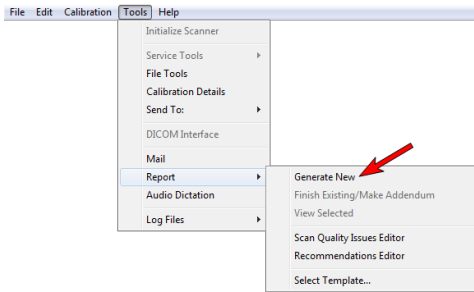 File Edit Calibration Tools Help
Initialize Scanner
Service Tools
File Tools
Calibration Details
Send To:
DICOM Interface
Mail
Report
Audio Dictation
Log Files
Generate New
Finish Existing/Make Addendum
View Selected
Scan Quality Issues Editor
Recommendations Editor
Select Template...